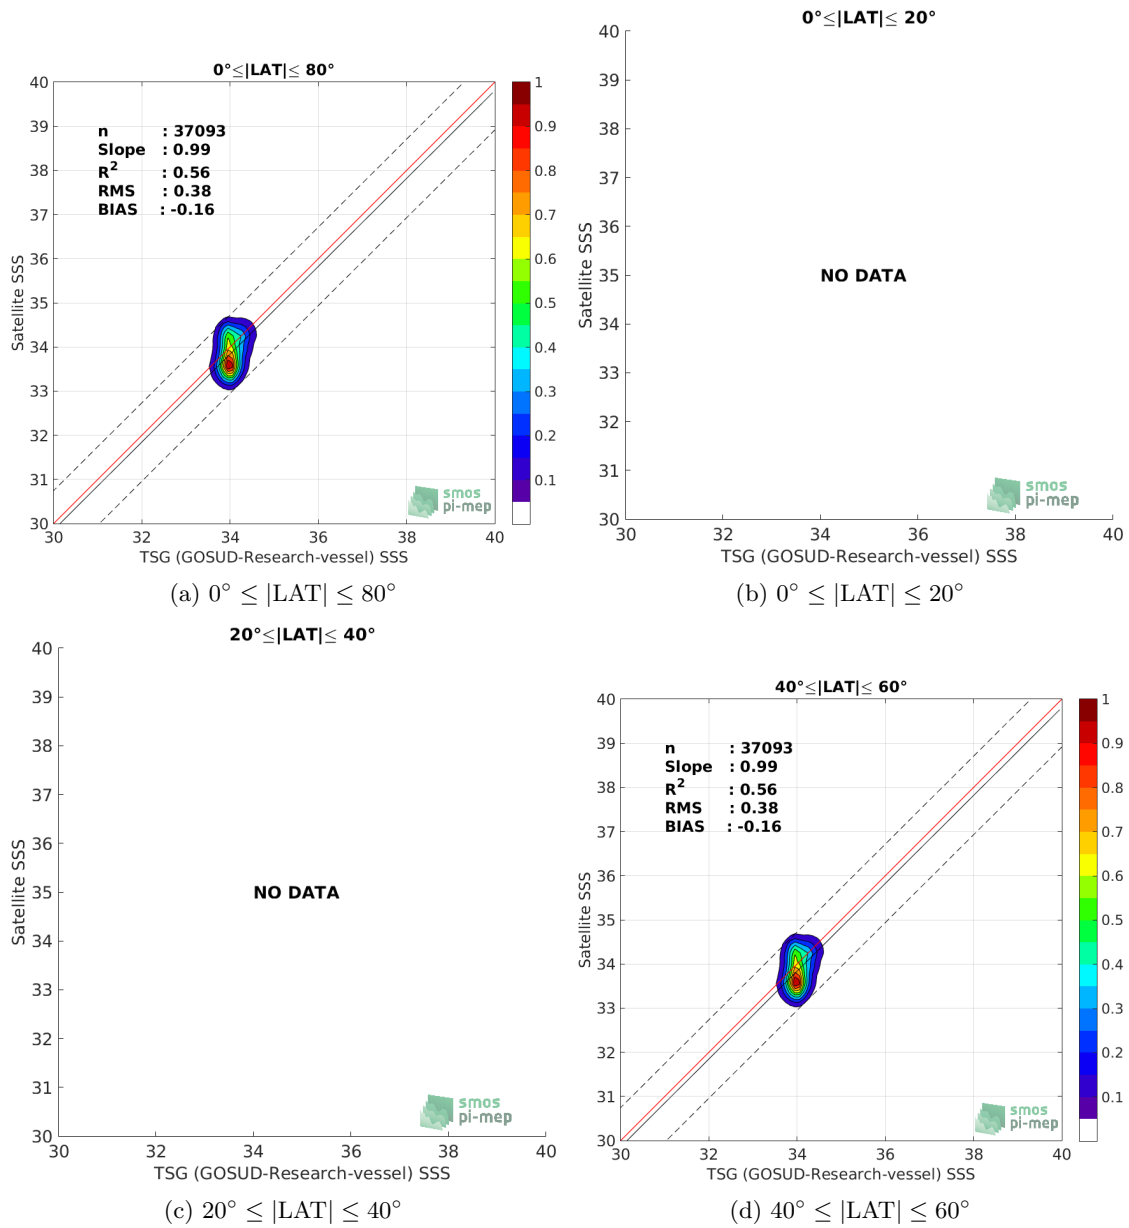 0°≤|LAT|≤ 80°
40
39
38
37
36
35
34
33
32
31
30
Satellite SSS
n : 37093
Slope : 0.99
R2 : 0.56
RMS : 0.38
BIAS : -0.16
smos
pi-mep
30 32 34 36 38 40
TSG (GOSUD-Research-vessel) SSS
1
0.9
0.8
0.7
0.6
0.5
0.4
0.3
0.2
0.1
(a) 0° ≤ |LAT| ≤ 80°
0°≤|LAT|≤ 20°
40
39
38
37
36
35
34
33
32
31
30
Satellite SSS
NO DATA
smos
pi-mep
30 32 34 36 38 40
TSG (GOSUD-Research-vessel) SSS
(b) 0° ≤ |LAT| ≤ 20°
20°≤|LAT|≤ 40°
40
39
38
37
36
35
34
33
32
31
30
Satellite SSS
NO DATA
smos
pi-mep
30 32 34 36 38 40
TSG (GOSUD-Research-vessel) SSS
(c) 20° ≤ |LAT| ≤ 40°
40°≤|LAT|≤ 60°
40
39
38
37
36
35
34
33
32
31
30
Satellite SSS
n : 37093
Slope : 0.99
R2 : 0.56
RMS : 0.38
BIAS : -0.16
smos
pi-mep
30 32 34 36 38 40
TSG (GOSUD-Research-vessel) SSS
1
0.9
0.8
0.7
0.6
0.5
0.4
0.3
0.2
0.1
(d) 40° ≤ |LAT| ≤ 60°